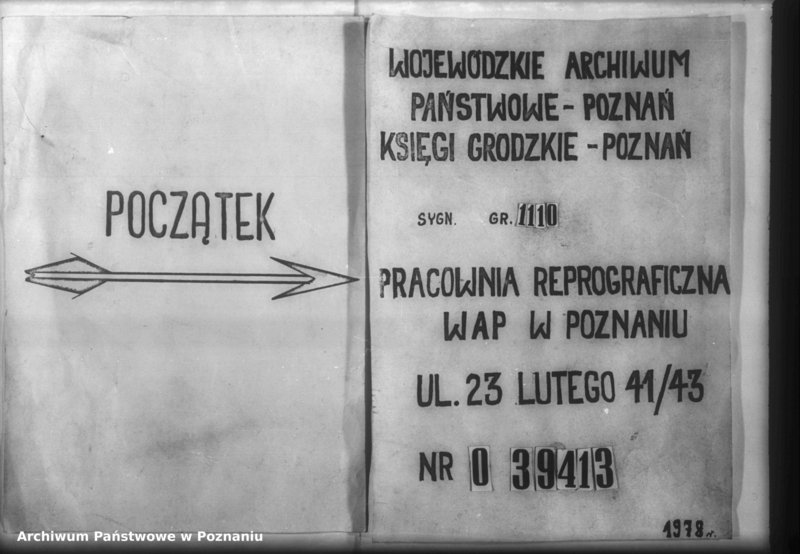 POCZĄTEK
WOJEWÓDZKIE ARCHIWUM
PAŃSTWOWE - POZNAŃ
KSIĘGI GRODZKIE - POZNAŃ
SYGN. GR. 1110
PRACOWNIA REPROGRAFICZNA
WAP W POZNANIU
UL. 23 LUTEGO 41/43
NR 0 39413
1978 r.
Archiwum Państwowe w Poznaniu